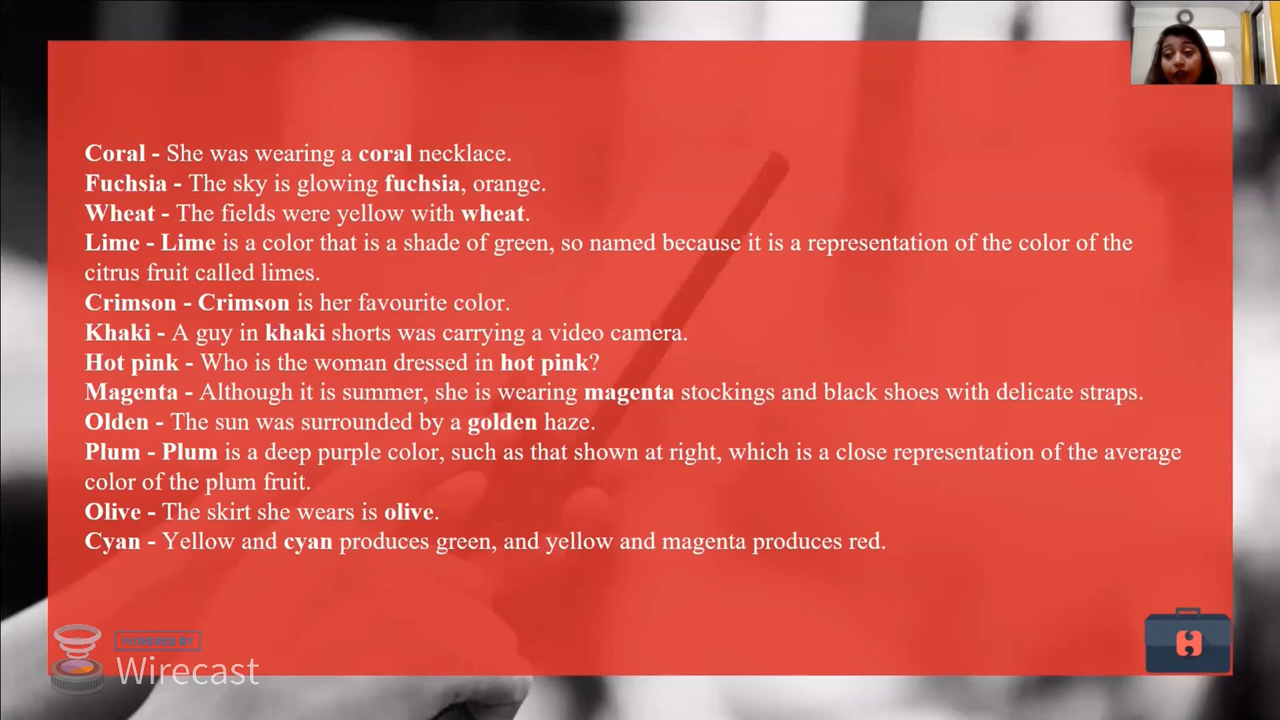 Coral - She was wearing a coral necklace.
Fuchsia - The sky is glowing fuchsia, orange.
Wheat - The fields were yellow with wheat.
Lime - Lime is a color that is a shade of green, so named because it is a representation of the color of the
citrus fruit called limes.
Crimson - Crimson is her favourite color.
Khaki - A guy in khaki shorts was carrying a video camera.
Hot pink - Who is the woman dressed in hot pink?
Magenta - Although it is summer, she is wearing magenta stockings and black shoes with delicate straps.
Olden - The sun was surrounded by a golden haze.
Plum - Plum is a deep purple color, such as that shown at right, which is a close representation of the average
color of the plum fruit.
Olive - The skirt she wears is olive.
Cyan - Yellow and cyan produces green, and yellow and magenta produces red.
POWERED BY
Wirecast